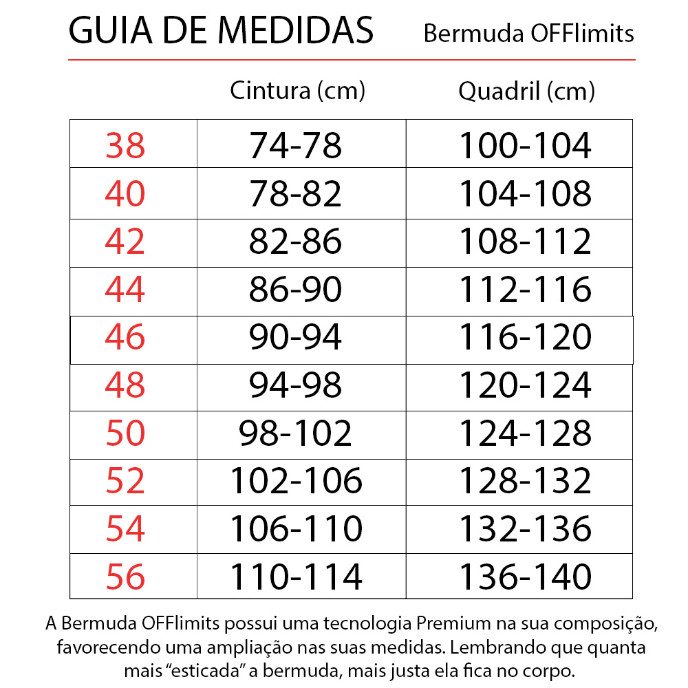 GUIA DE MEDIDAS Bermuda OFFlimits
Cintura (cm) Quadril (cm)
38 74-78 100-104
40 78-82 104-108
42 82-86 108-112
44 86-90 112-116
46 90-94 116-120
48 94-98 120-124
50 98-102 124-128
52 102-106 128-132
54 106-110 132-136
56 110-114 136-140
A Bermuda OFFlimits possui uma tecnologia Premium na sua composição,
favorecendo uma ampliação nas suas medidas. Lembrando que quanta
mais “esticada” a bermuda, mais justa ela fica no corpo.